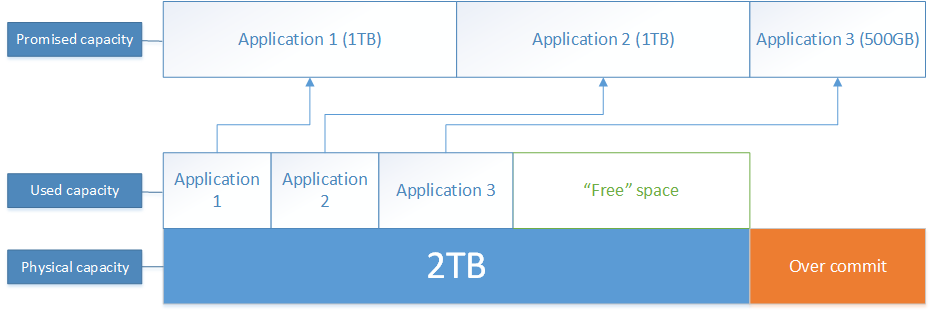 Promised capacity
Application 1 (1TB)
Application 2 (1TB)
Application 3 (500GB)
Used capacity
Application
1
Application
2
Application 3
“Free” space
Physical capacity
2TB
Over commit